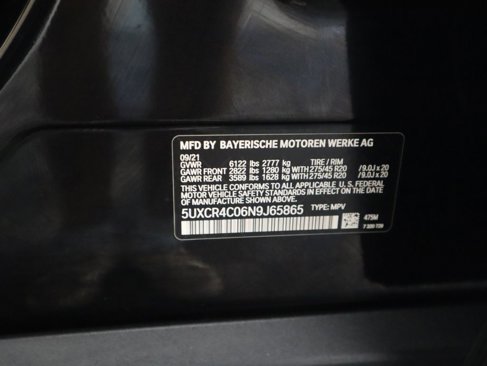 MFD BY BAYERISCHE MOTOREN WERKE AG
09/21
GVWR 6122 lbs 2777 kg TIRE / RIM
GAWR FRONT 2822 lbs 1280 kg WITH 275/45 R20 / 9.0J x 20
GAWR REAR 3589 lbs 1628 kg WITH 275/45 R20 / 9.0J x 20
THIS VEHICLE CONFORMS TO ALL APPLICABLE U. S. FEDERAL
MOTOR VEHICLE SAFETY STANDARDS IN
EFFECT ON THE DATE OF MANUFACTURE SHOWN ABOVE.
5UXCR4C06N9J65865 TYPE: MPV 475M